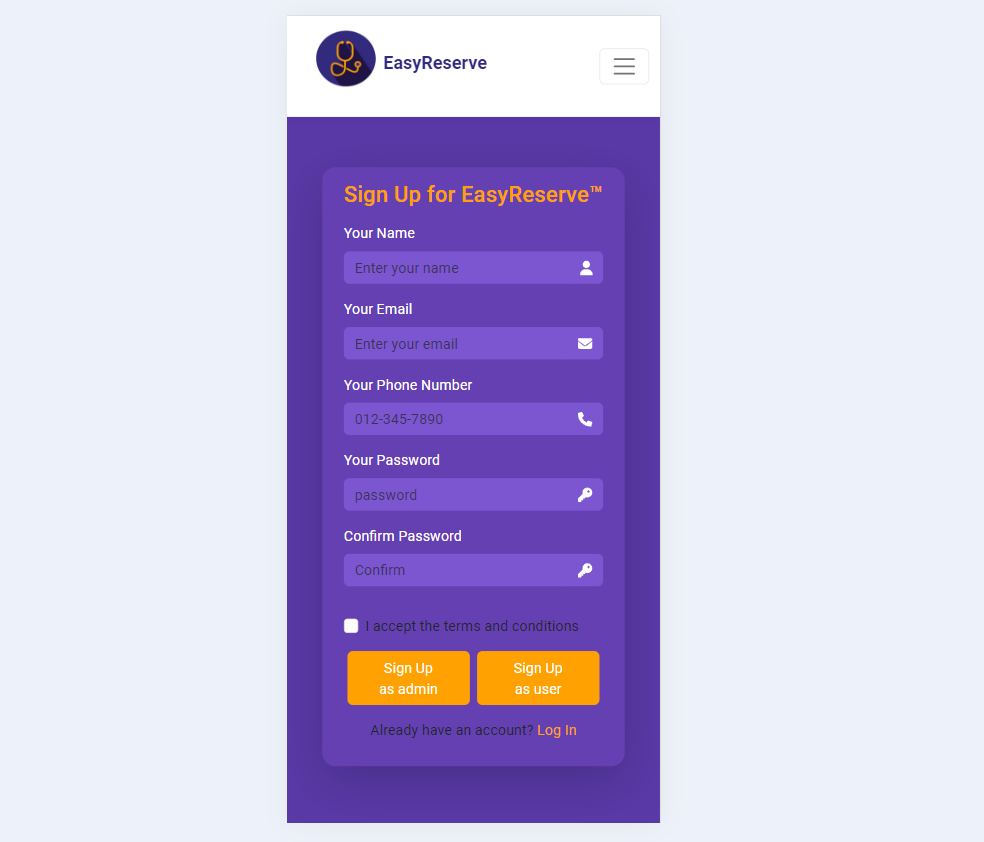 EasyReserve
Sign Up for EasyReserve™
Your Name
Enter your name
Your Email
Enter your email
Your Phone Number
012-345-7890
Your Password
password
Confirm Password
Confirm
I accept the terms and conditions
Sign Up
as admin
Sign Up
as user
Already have an account? Log In